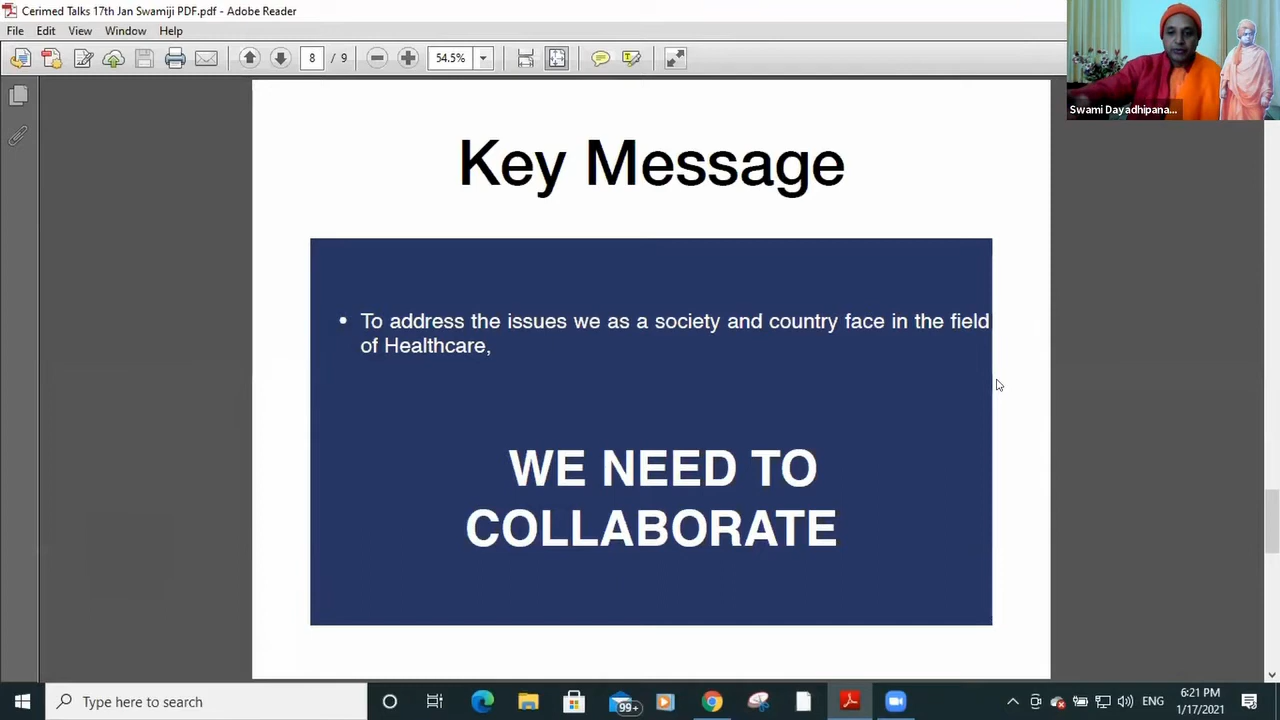 Cerimed Talks 17th Jan Swamiji PDF.pdf - Adobe Reader
File Edit View Window Help
8 / 9 54.5%
Swami Dayadhipana...
Key Message
• To address the issues we as a society and country face in the field
of Healthcare,
WE NEED TO
COLLABORATE
Type here to search
99+
ENG
6:21 PM
1/17/2021